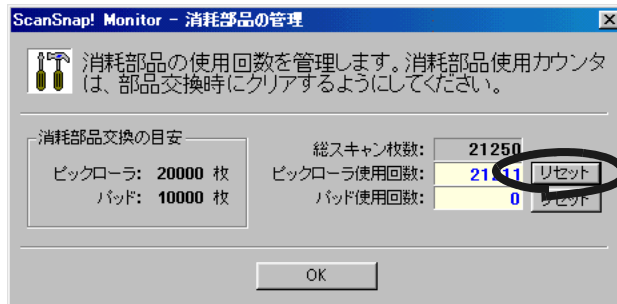 ScanSnap! Monitor - 消耗部品の管理
消耗部品の使用回数を管理します。消耗部品使用カウンタ
は、部品交換時にクリアするようにしてください。
消耗部品交換の目安
ピックローラ: 20000 枚
パッド: 10000 枚
総スキャン枚数: 21250
ピックローラ使用回数: 21211 リセット
パッド使用回数: 0 リセット
OK